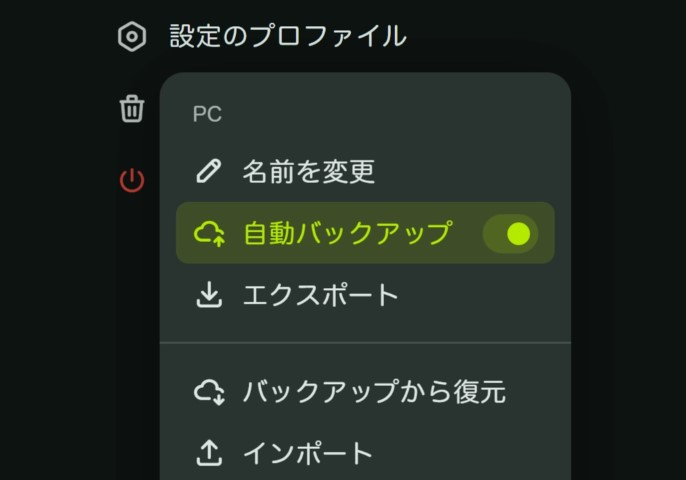 設定のプロファイル
PC
名前を変更
自動バックアップ
エクスポート
バックアップから復元
インポート